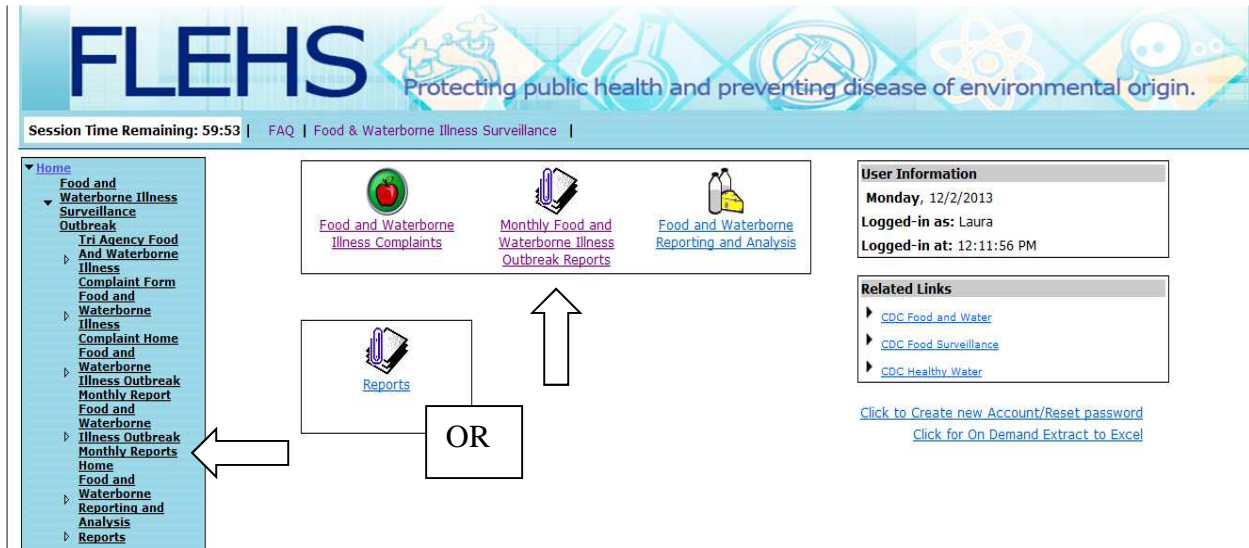 FLEHS
Protecting public health and preventing disease of environmental origin.
Session Time Remaining: 59:53 | FAQ | Food & Waterborne Illness Surveillance |
Home
Food and
Waterborne Illness
Surveillance
Outbreak
Tri Agency Food
And Waterborne
Illness
Complaint Form
Food and
Waterborne
Illness
Complaint Home
Food and
Waterborne
Illness Outbreak
Monthly Report
Food and
Waterborne
Illness Outbreak
Monthly Reports
Home
Food and
Waterborne
Reporting and
Analysis
Reports
Food and Waterborne
Illness Complaints
Monthly Food and
Waterborne Illness
Outbreak Reports
Food and Waterborne
Reporting and Analysis
Reports
OR
User Information
Monday, 12/2/2013
Logged-in as: Laura
Logged-in at: 12:11:56 PM
Related Links
CDC Food and Water
CDC Food Surveillance
CDC Healthy Water
Click to Create new Account/Reset password
Click for On Demand Extract to Excel